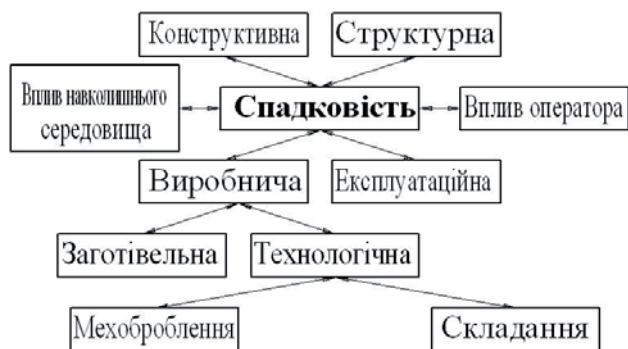 Конструктивна
Структурна
Вплив навколишнього
середовища
Спадковість
Вплив оператора
Виробнича
Експлуатаційна
Заготівельна
Технологічна
Мехоброблення
Складання